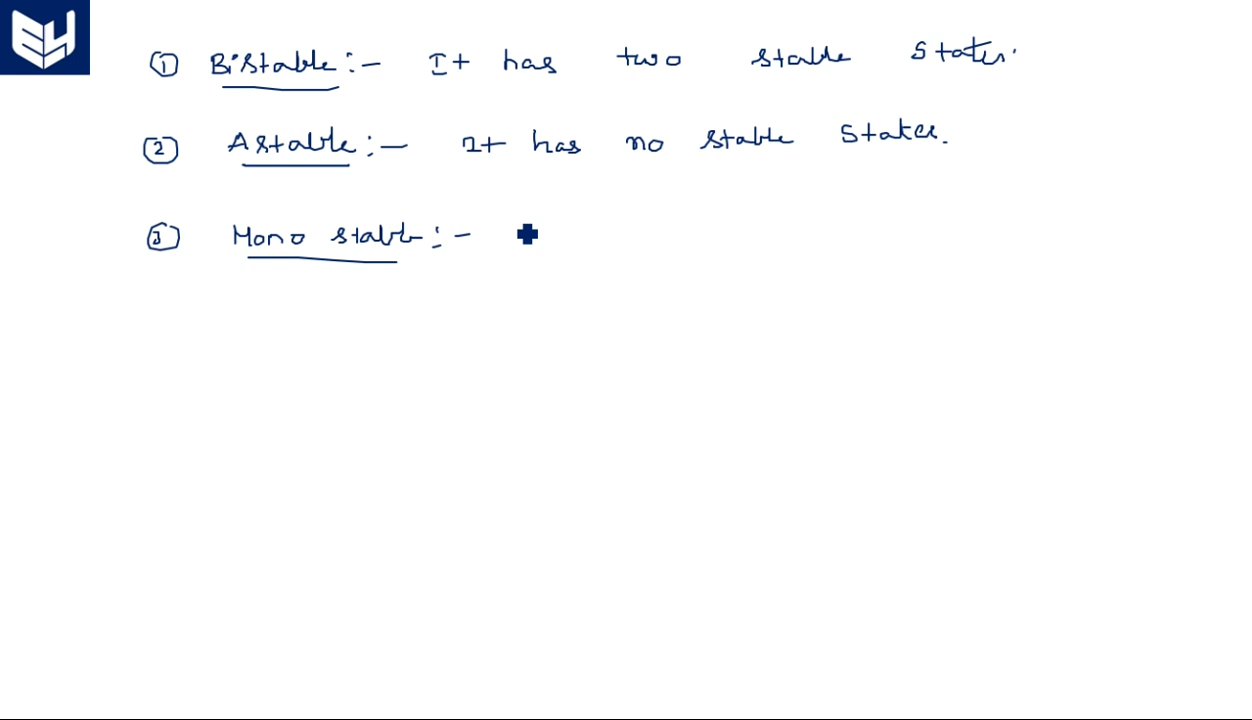 ① Bistable :- It has two stable states.
② Astable :- It has no stable states.
③ Mono stable :-